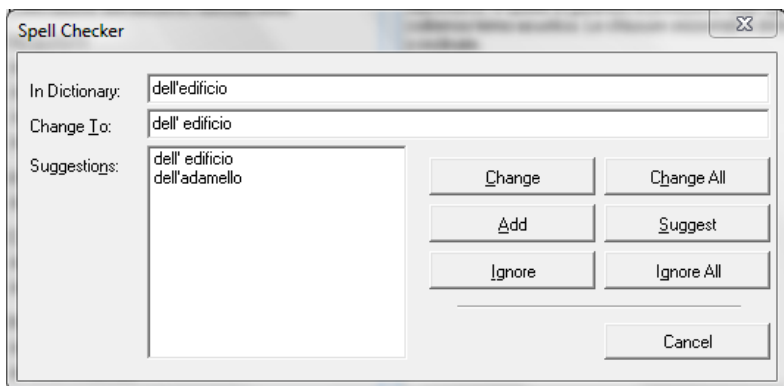 Spell Checker
In Dictionary: dell'edificio
Change To: dell' edificio
Suggestions:
dell' edificio
dell'adamello
Change
Change All
Add
Suggest
Ignore
Ignore All
Cancel